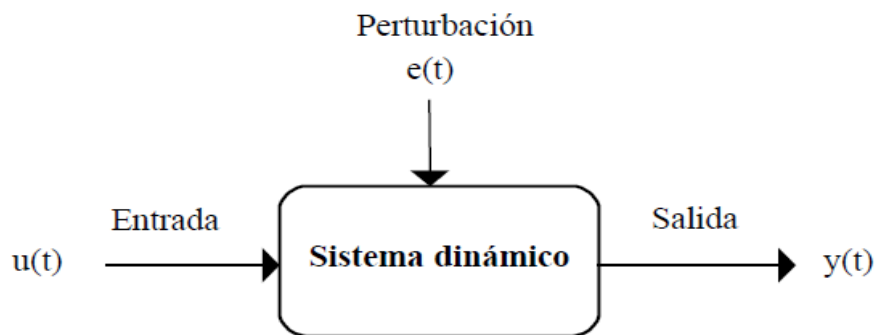 Perturbación
e(t)
Entrada
Salida
u(t)
Sistema dinámico
y(t)